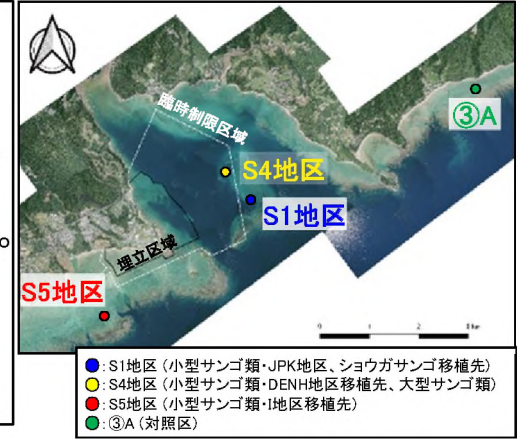 臨時制限区域
③A
S4地区
S1地区
埋立区域
S5地区
0 1 2 3 km
●：S1地区（小型サンゴ類・JPK地区、ショウガサンゴ移植先）
●：S4地区（小型サンゴ類・DENH地区移植先、大型サンゴ類）
●：S5地区（小型サンゴ類・I地区移植先）
●：③A（対照区）